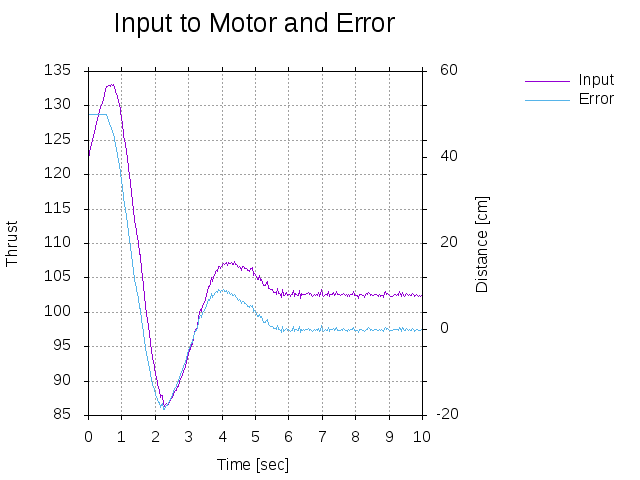 Input to Motor and Error
Input
Error
135
130
125
120
115
110
105
100
95
90
85
60
40
20
0
-20
0 1 2 3 4 5 6 7 8 9 10
Thrust
Distance [cm]
Time [sec]